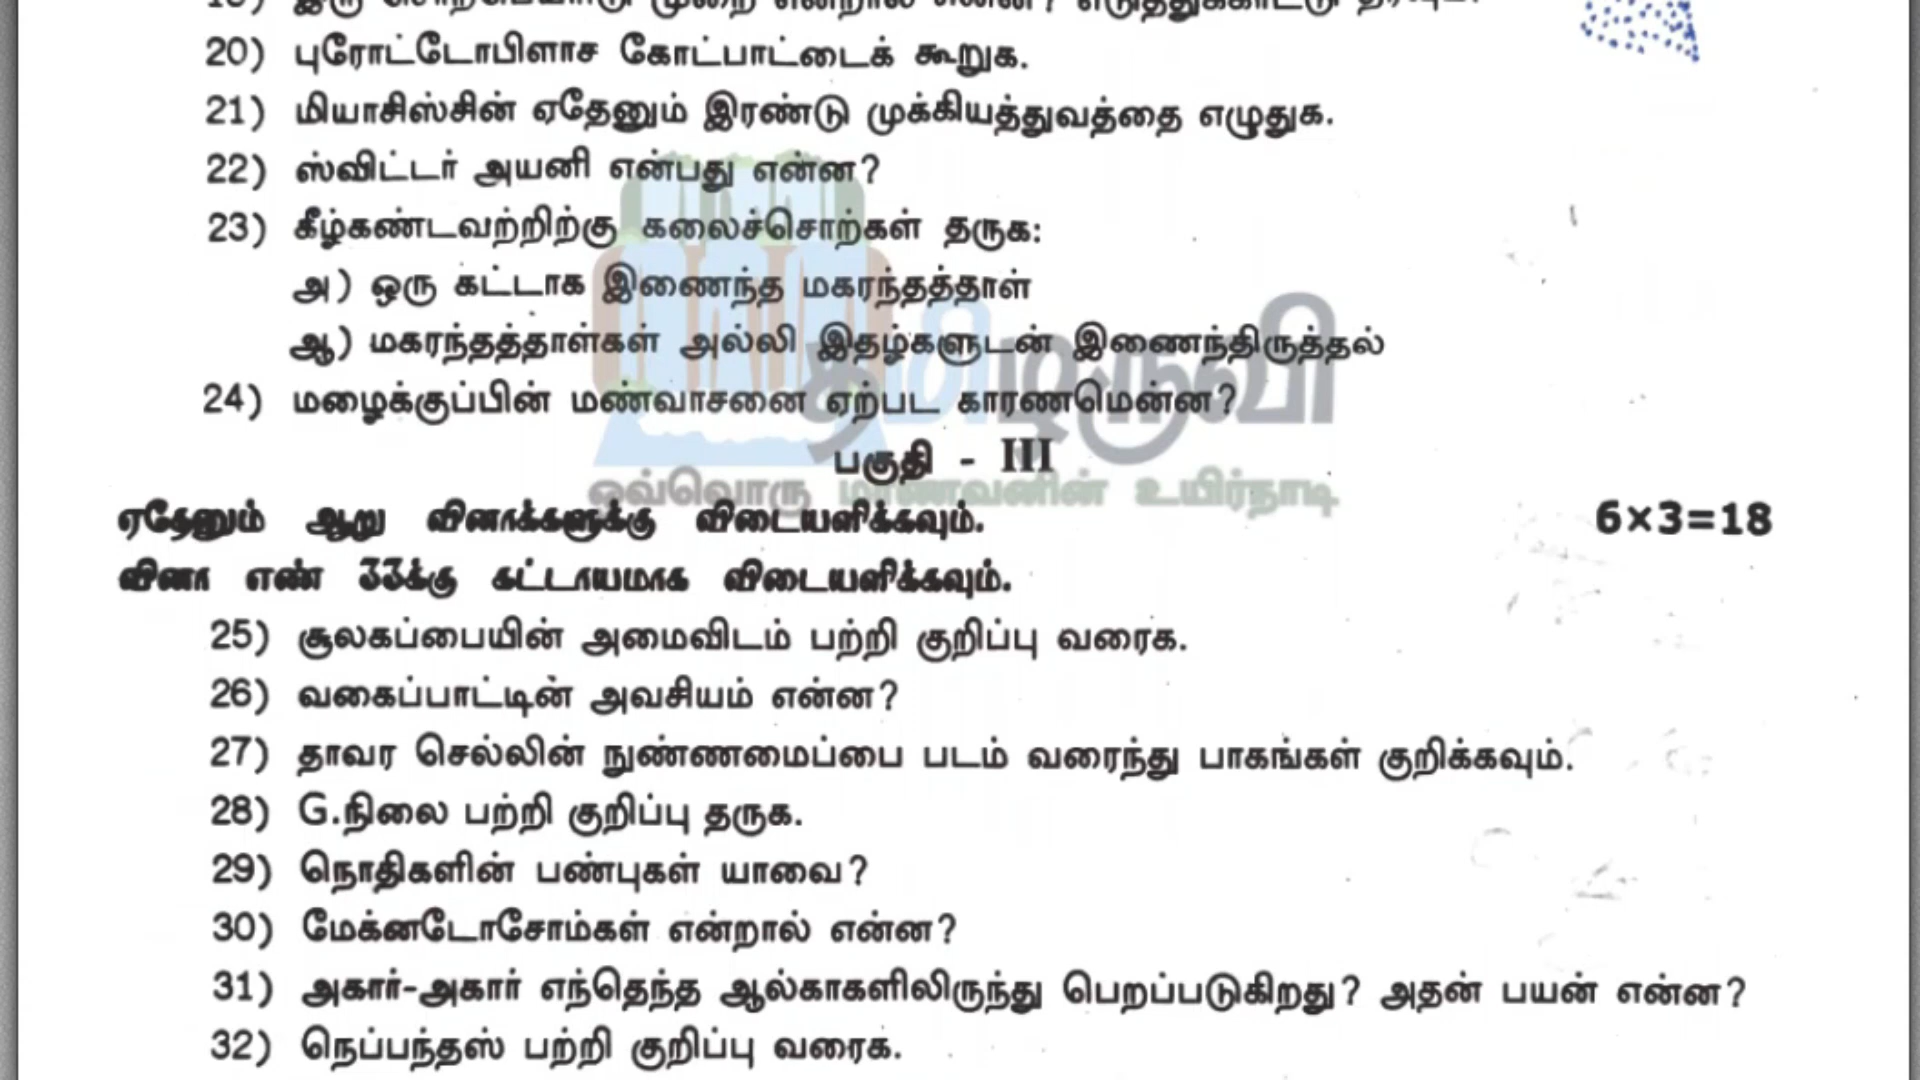 20) புரோட்டோபிளாச கோட்பாட்டைக் கூறுக.
21) மியாசிஸ்சின் ஏதேனும் இரண்டு முக்கியத்துவத்தை எழுதுக.
22) ஸ்விட்டர் அயனி என்பது என்ன?
23) கீழ்கண்டவற்றிற்கு கலைச்சொற்கள் தருக:
அ) ஒரு கட்டாக இணைந்த மகரந்தத்தாள்
ஆ) மகரந்தத்தாள்கள் அல்லி இதழ்களுடன் இணைந்திருத்தல்
24) மழைக்குப்பின் மண்வாசனை ஏற்பட காரணமென்ன?
தமிழருவி
பகுதி - III
ஒவ்வொரு மாணவனின் உயிர்நாடி
ஏதேனும் ஆறு வினாக்களுக்கு விடையளிக்கவும். 6×3=18
வினா எண் 33க்கு கட்டாயமாக விடையளிக்கவும்.
25) சூலகப்பையின் அமைவிடம் பற்றி குறிப்பு வரைக.
26) வகைப்பாட்டின் அவசியம் என்ன?
27) தாவர செல்லின் நுண்ணமைப்பை படம் வரைந்து பாகங்கள் குறிக்கவும்.
28) G.நிலை பற்றி குறிப்பு தருக.
29) நொதிகளின் பண்புகள் யாவை?
30) மேக்னடோசோம்கள் என்றால் என்ன?
31) அகார்-அகார் எந்தெந்த ஆல்காகளிலிருந்து பெறப்படுகிறது? அதன் பயன் என்ன?
32) நெப்பந்தஸ் பற்றி குறிப்பு வரைக.